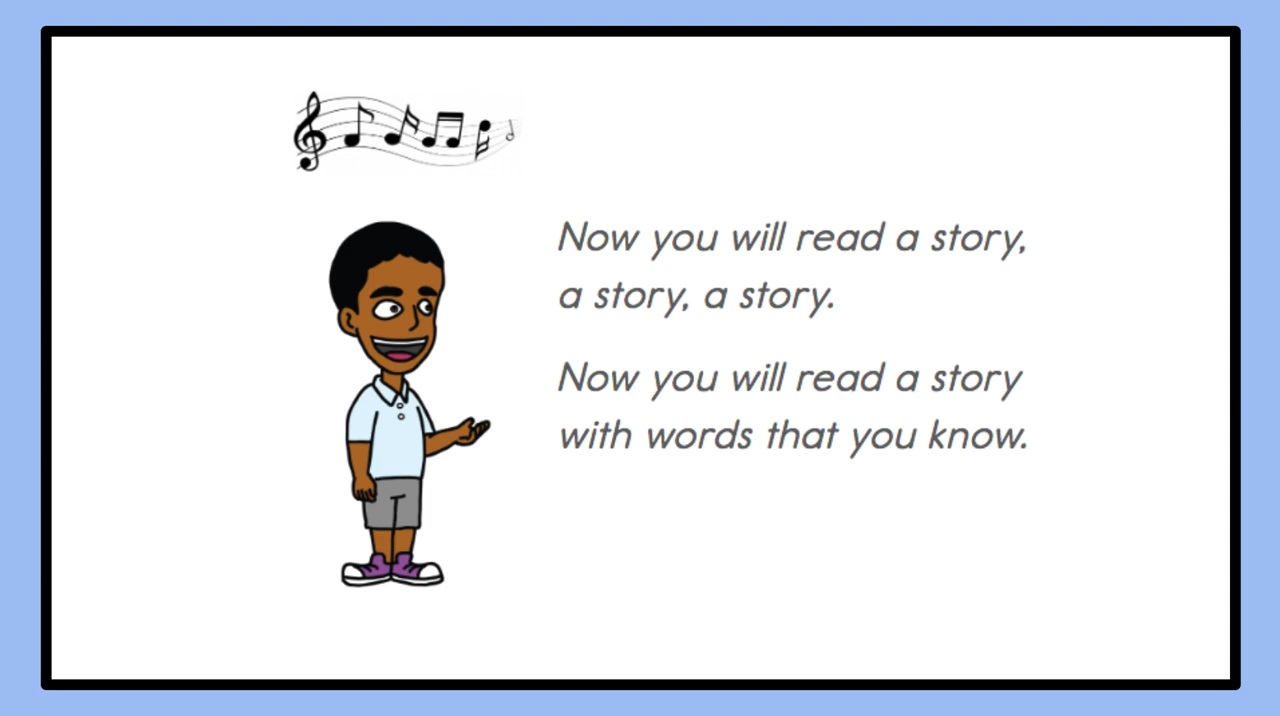 Now you will read a story,
a story, a story.
Now you will read a story
with words that you know.